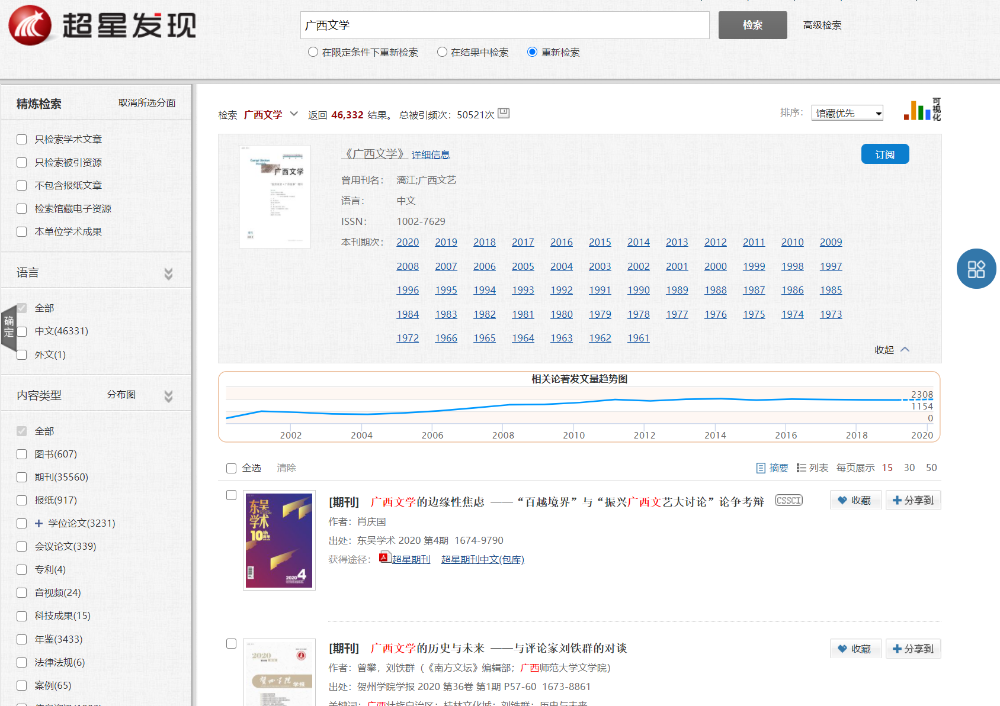 超星发现
广西文学
检索
高级检索
在限定条件下重新检索
在结果中检索
重新检索
精炼检索
取消所选分面
只检索学术文章
只检索被引资源
不包含报纸文章
检索馆藏电子资源
本单位学术成果
语言
全部
中文(46331)
外文(1)
确定
内容类型
分布图
全部
图书(607)
期刊(35560)
报纸(917)
学位论文(3231)
会议论文(339)
专利(4)
音视频(24)
科技成果(15)
年鉴(3433)
法律法规(6)
案例(65)
检索 广西文学 返回 46,332 结果。 总被引频次：50521次
排序：
馆藏优先
可视化
广西文学
《广西文学》 详细信息
订阅
曾用刊名： 漓江;广西文艺
语言： 中文
ISSN： 1002-7629
本刊期次： 2020 2019 2018 2017 2016 2015 2014 2013 2012 2011 2010 2009
2008 2007 2006 2005 2004 2003 2002 2001 2000 1999 1998 1997
1996 1995 1994 1993 1992 1991 1990 1989 1988 1987 1986 1985
1984 1983 1982 1981 1980 1979 1978 1977 1976 1975 1974 1973
1972 1966 1965 1964 1963 1962 1961
收起
相关论著发文量趋势图
2308
1154
0
2002 2004 2006 2008 2010 2012 2014 2016 2018 2020
全选 清除
摘要 列表 每页展示 15 30 50
东吴学术
10th
2020 4
[期刊] 广西文学的边缘性焦虑 ——“百越境界”与“振兴广西文艺大讨论”论争考辩 CSSCI
收藏
分享到
作者：肖庆国
出处：东吴学术 2020 第4期 1674-9790
获得途径： 超星期刊 超星期刊中文(包库)
2020
贺州学院 学报
[期刊] 广西文学的历史与未来 ——与评论家刘铁群的对谈
收藏
分享到
作者：曾攀，刘铁群（《南方文坛》编辑部；广西师范大学文学院）
出处：贺州学院学报 2020 第36卷 第1期 P57-60 1673-8861
关键词：广西壮族自治区；桂林文化城；刘铁群；历史与未来